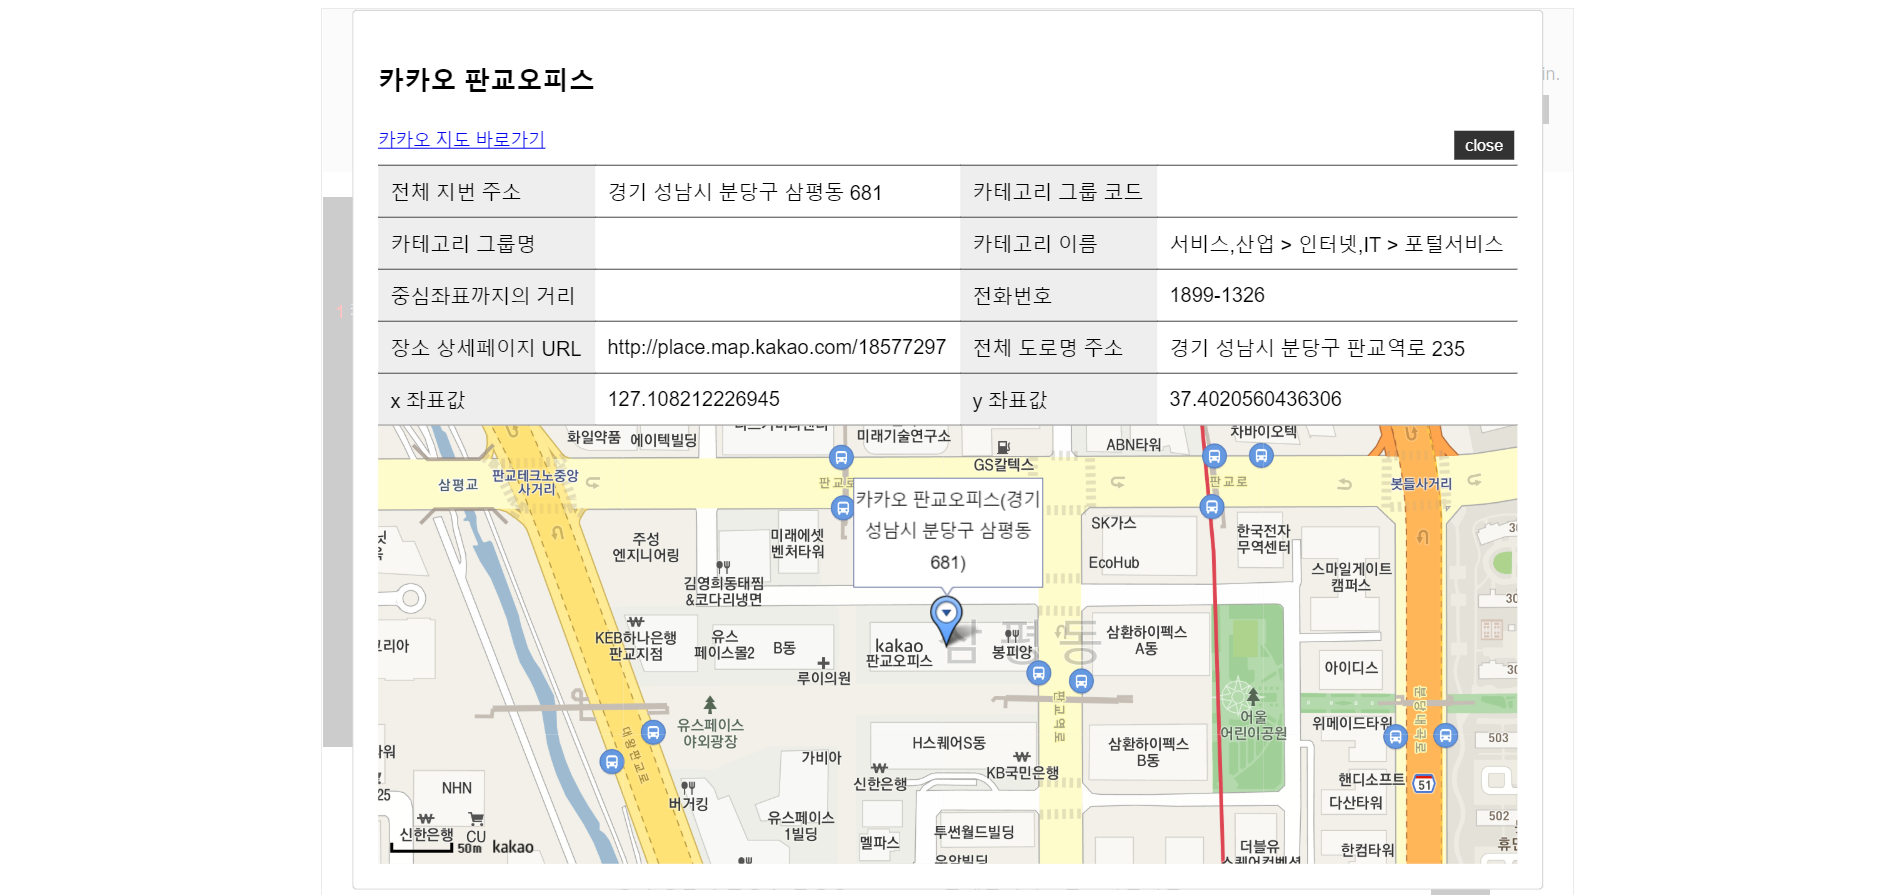 in.
카카오 판교오피스
카카오 지도 바로가기
close
전체 지번 주소 경기 성남시 분당구 삼평동 681 카테고리 그룹 코드
카테고리 그룹명 카테고리 이름 서비스,산업 > 인터넷,IT > 포털서비스
중심좌표까지의 거리 전화번호 1899-1326
장소 상세페이지 URL http://place.map.kakao.com/18577297 전체 도로명 주소 경기 성남시 분당구 판교역로 235
x 좌표값 127.108212226945 y 좌표값 37.4020560436306
화일약품
에이텍빌딩
미래기술연구소
GS칼텍스
ABN타워
차바이오텍
삼평교
판교테크노중앙
사거리
판교로
판교로
봇들사거리
카카오 판교오피스(경기
성남시 분당구 삼평동
681)
주성
엔지니어링
미래에셋
벤처타워
SK가스
EcoHub
한국전자
무역센터
스마일게이트
캠퍼스
김영희동태찜
&코다리냉면
KEB하나은행
판교지점
유스
페이스몰2
B동
루이의원
kakao
판교오피스
삼평동
봉피양
삼환하이펙스
A동
아이디스
유스페이스
야외광장
대왕판교로
판교역로
어울
어린이공원
위메이드타워
분당내곡로
가비아
H스퀘어S동
신한은행
KB국민은행
삼환하이펙스
B동
503
핸디소프트
51
NHN
25
버거킹
다산타워
502
신한은행
CU
유스페이스
1빌딩
멜파스
투썬월드빌딩
더블유
한컴타워
50m kakao